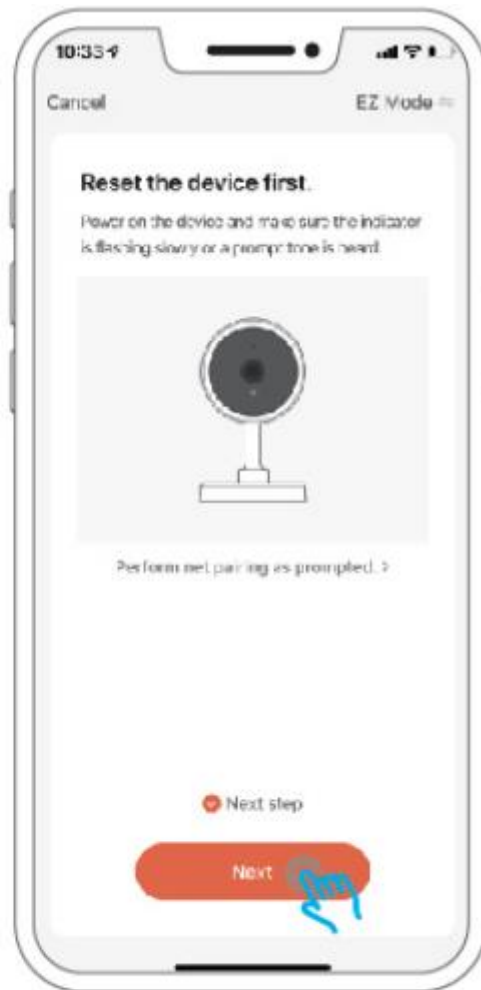 10:33
Cancel
EZ Mode
Reset the device first.
Power on the device and make sure the indicator
is flashing slowly or a prompt tone is heard.
Perform net pairing as prompted. >
Next step
Next